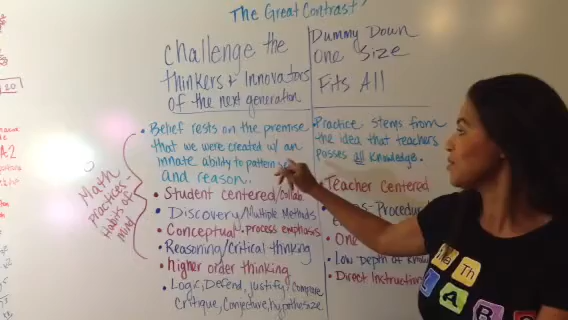 The Great Contrast
challenge the
thinkers + Innovators
of the next generation
• Belief rests on the premise
that we were created w/ an
innate ability to pattern
and reason.
• Student centered/collab.
• Discovery/Multiple Methods
• Conceptual + process emphasis
• Reasoning/Critical thinking
• higher order thinking
• Logic, Defend, justify, compare
critique, Conjecture, hypothesize
Math
practices-
Habits of
mind
Dummy Down
One Size
Fits All
• Practice stems from
the idea that teachers
passes all knowledge.
• Teacher Centered
• One
• Low Depth of
• Direct Instruction
Math
LABS